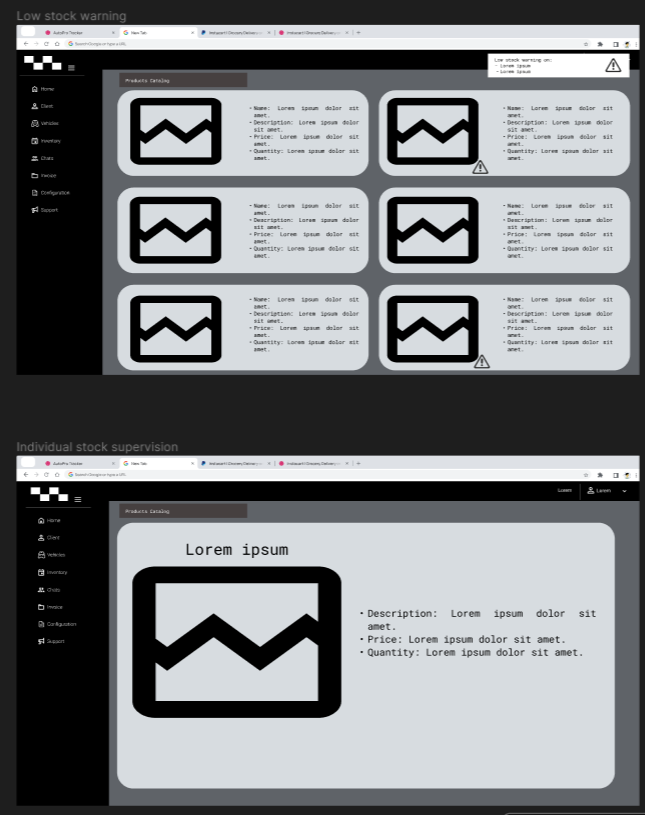 Low stock warning
AutoPro Tracker
New Tab
Instacart | Grocery Delivery
Instacart | Grocery Delivery
Search Google or type a URL
Low stock warning on:
- Lorem ipsum
- Lorem ipsum
Products Catalog
Home
Client
Vehicles
Inventory
Chats
Invoice
Configuration
Support
• Name: Lorem ipsum dolor sit
amet.
• Description: Lorem ipsum dolor
sit amet.
• Price: Lorem ipsum dolor sit
amet.
• Quantity: Lorem ipsum dolor sit
amet.
• Name: Lorem ipsum dolor sit
amet.
• Description: Lorem ipsum dolor
sit amet.
• Price: Lorem ipsum dolor sit
amet.
• Quantity: Lorem ipsum dolor sit
amet.
• Name: Lorem ipsum dolor sit
amet.
• Description: Lorem ipsum dolor
sit amet.
• Price: Lorem ipsum dolor sit
amet.
• Quantity: Lorem ipsum dolor sit
amet.
• Name: Lorem ipsum dolor sit
amet.
• Description: Lorem ipsum dolor
sit amet.
• Price: Lorem ipsum dolor sit
amet.
• Quantity: Lorem ipsum dolor sit
amet.
• Name: Lorem ipsum dolor sit
amet.
• Description: Lorem ipsum dolor
sit amet.
• Price: Lorem ipsum dolor sit
amet.
• Quantity: Lorem ipsum dolor sit
amet.
• Name: Lorem ipsum dolor sit
amet.
• Description: Lorem ipsum dolor
sit amet.
• Price: Lorem ipsum dolor sit
amet.
• Quantity: Lorem ipsum dolor sit
amet.
Individual stock supervision
AutoPro Tracker
New Tab
Instacart | Grocery Delivery
Instacart | Grocery Delivery
Search Google or type a URL
Lorem
Products Catalog
Home
Client
Vehicles
Inventory
Chats
Invoice
Configuration
Support
Lorem ipsum
• Description: Lorem ipsum dolor sit
amet.
• Price: Lorem ipsum dolor sit amet.
• Quantity: Lorem ipsum dolor sit amet.